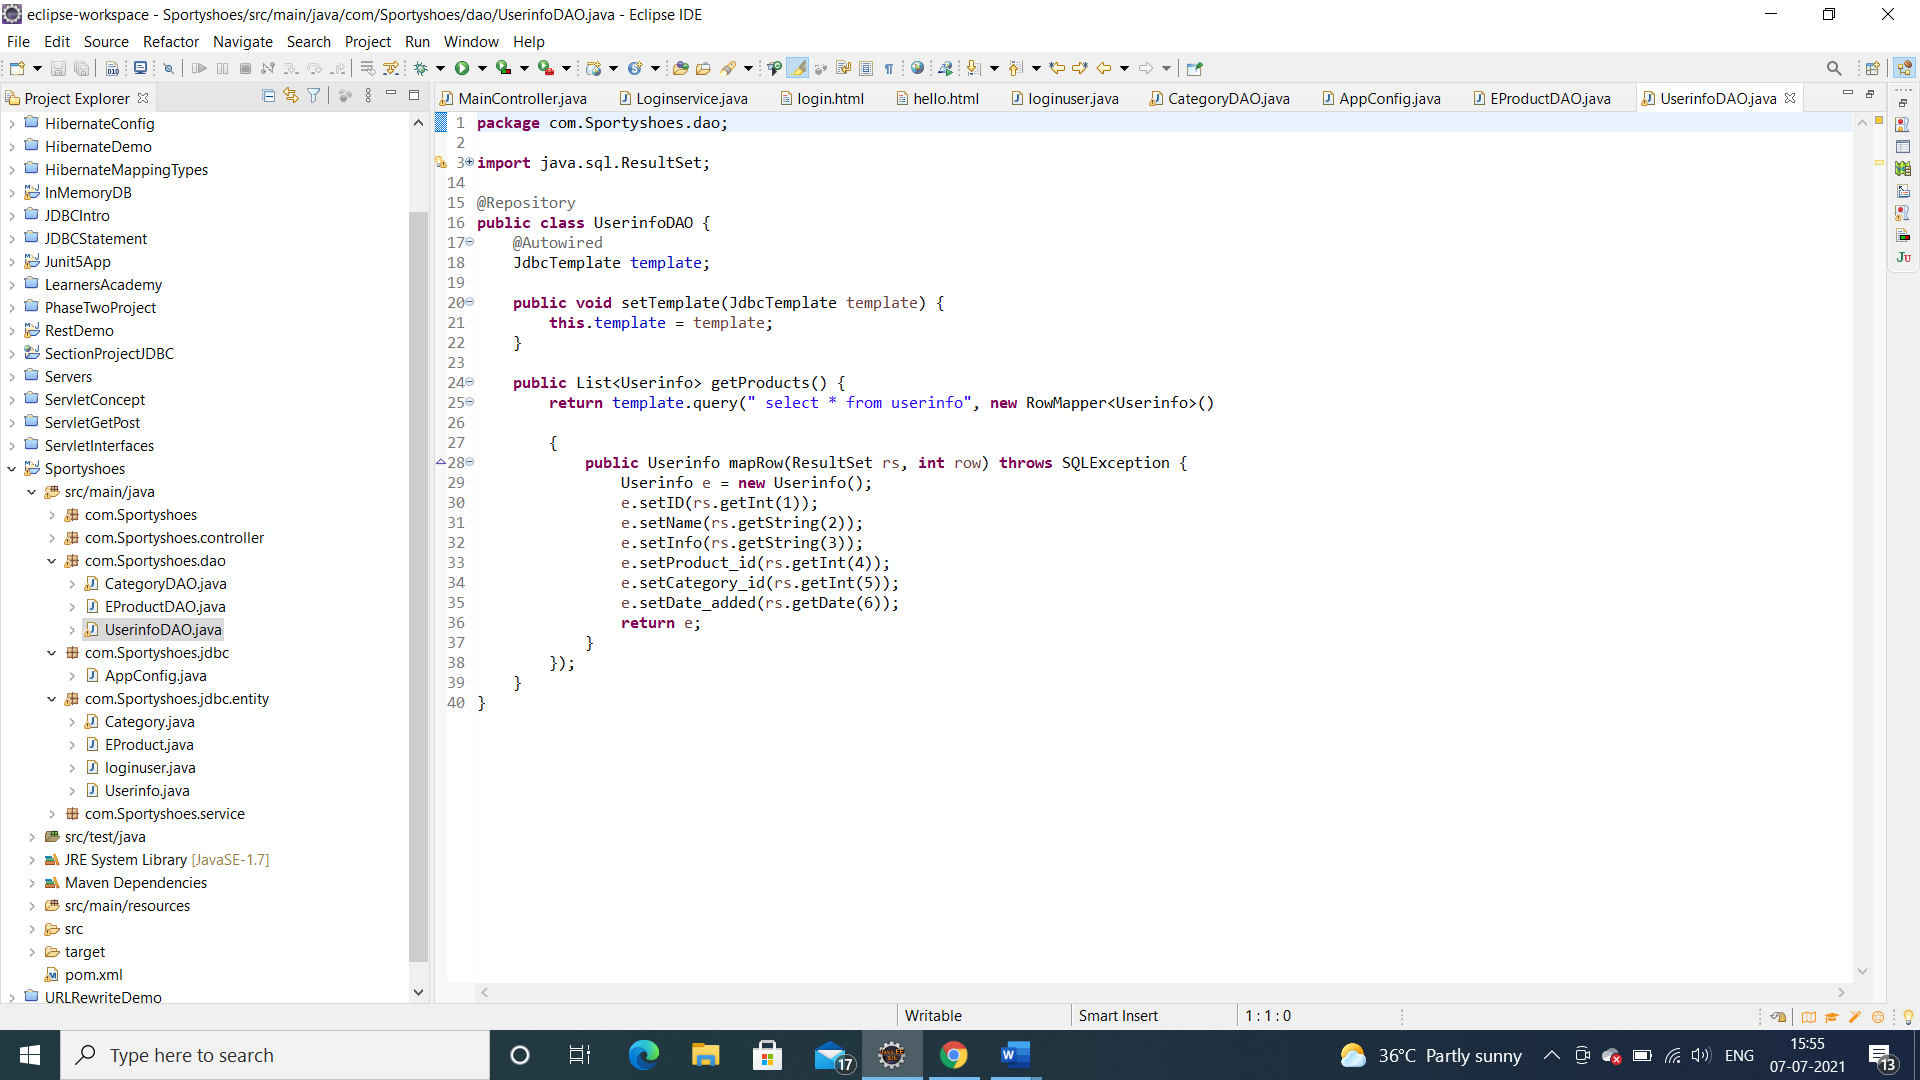 eclipse-workspace - Sportyshoes/src/main/java/com/Sportyshoes/dao/UserinfoDAO.java - Eclipse IDE
File Edit Source Refactor Navigate Search Project Run Window Help
Project Explorer
MainController.java Loginservice.java login.html hello.html loginuser.java CategoryDAO.java AppConfig.java EProductDAO.java UserinfoDAO.java
HibernateConfig
HibernateDemo
HibernateMappingTypes
InMemoryDB
JDBCIntro
JDBCStatement
Junit5App
LearnersAcademy
PhaseTwoProject
RestDemo
SectionProjectJDBC
Servers
ServletConcept
ServletGetPost
ServletInterfaces
Sportyshoes
src/main/java
com.Sportyshoes
com.Sportyshoes.controller
com.Sportyshoes.dao
CategoryDAO.java
EProductDAO.java
UserinfoDAO.java
com.Sportyshoes.jdbc
AppConfig.java
com.Sportyshoes.jdbc.entity
Category.java
EProduct.java
loginuser.java
Userinfo.java
com.Sportyshoes.service
src/test/java
JRE System Library [JavaSE-1.7]
Maven Dependencies
src/main/resources
src
target
pom.xml
URLRewriteDemo
1 package com.Sportyshoes.dao;
2
3 import java.sql.ResultSet;
14
15 @Repository
16 public class UserinfoDAO {
17 @Autowired
18 JdbcTemplate template;
19
20 public void setTemplate(JdbcTemplate template) {
21 this.template = template;
22 }
23
24 public List<Userinfo> getProducts() {
25 return template.query(" select * from userinfo", new RowMapper<Userinfo>()
26
27 {
28 public Userinfo mapRow(ResultSet rs, int row) throws SQLException {
29 Userinfo e = new Userinfo();
30 e.setID(rs.getInt(1));
31 e.setName(rs.getString(2));
32 e.setInfo(rs.getString(3));
33 e.setProduct_id(rs.getInt(4));
34 e.setCategory_id(rs.getInt(5));
35 e.setDate_added(rs.getDate(6));
36 return e;
37 }
38 });
39 }
40 }
Ju
Writable Smart Insert 1 : 1 : 0
Type here to search
17
36°C Partly sunny
ENG
15:55
07-07-2021
13